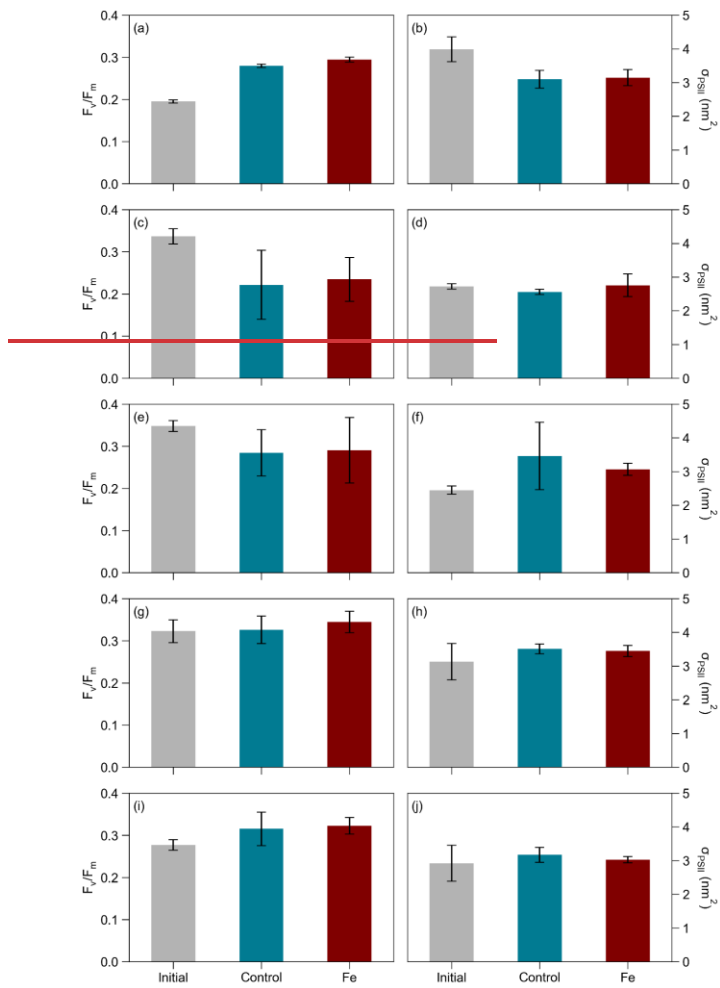 (a) (b)
0.4 0.3 0.2 0.1 0.0
Fv/Fm
5 4 3 2 1 0
σPSII (nm2)
(c) (d)
0.4 0.3 0.2 0.1 0.0
Fv/Fm
5 4 3 2 1 0
σPSII (nm2)
(e) (f)
0.4 0.3 0.2 0.1 0.0
Fv/Fm
5 4 3 2 1 0
σPSII (nm2)
(g) (h)
0.4 0.3 0.2 0.1 0.0
Fv/Fm
5 4 3 2 1 0
σPSII (nm2)
(i) (j)
0.4 0.3 0.2 0.1 0.0
Fv/Fm
5 4 3 2 1 0
σPSII (nm2)
Initial Control Fe Initial Control Fe